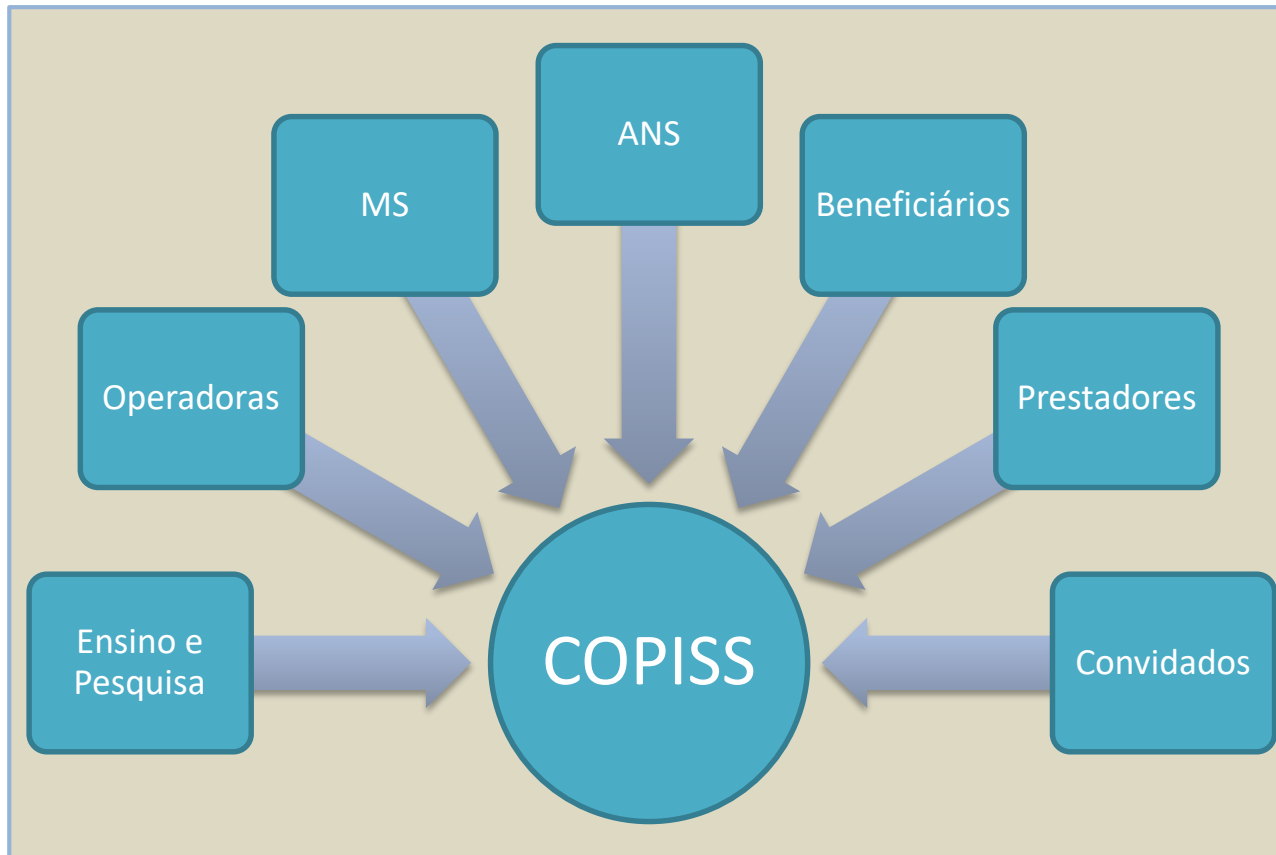 ANS
MS
Beneficiários
Operadoras
Prestadores
Ensino e
Pesquisa
COPISS
Convidados